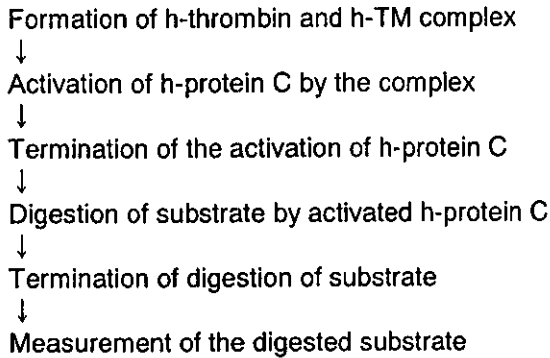 Formation of h-thrombin and h-TM complex
↓
Activation of h-protein C by the complex
↓
Termination of the activation of h-protein C
↓
Digestion of substrate by activated h-protein C
↓
Termination of digestion of substrate
↓
Measurement of the digested substrate